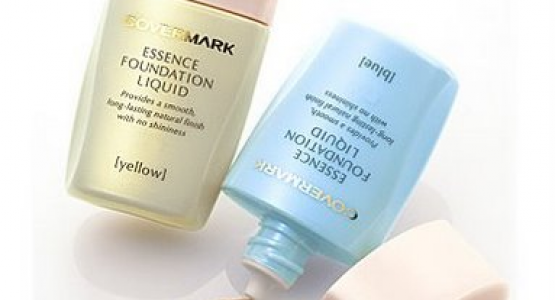 COVERMARK
ESSENCE
FOUNDATION
LIQUID
Provides a smooth,
long-lasting natural finish
with no shininess
[yellow]
COVERMARK
ESSENCE
FOUNDATION
LIQUID
Provides a smooth,
long-lasting natural finish
with no shininess
[blue]